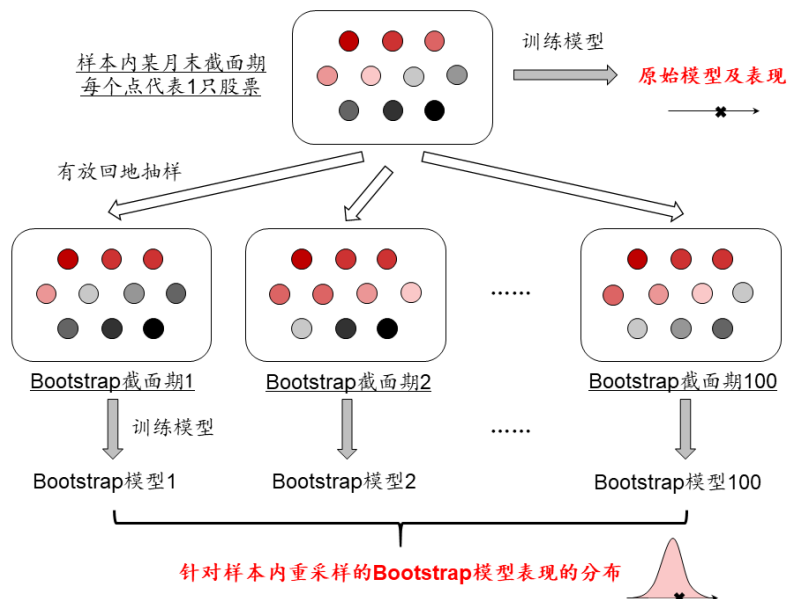 训练模型
样本内某月末截面期
每个点代表1只股票
原始模型及表现
有放回地抽样
……
Bootstrap截面期1
Bootstrap截面期2
Bootstrap截面期100
训练模型
……
Bootstrap模型1
Bootstrap模型2
Bootstrap模型100
针对样本内重采样的Bootstrap模型表现的分布